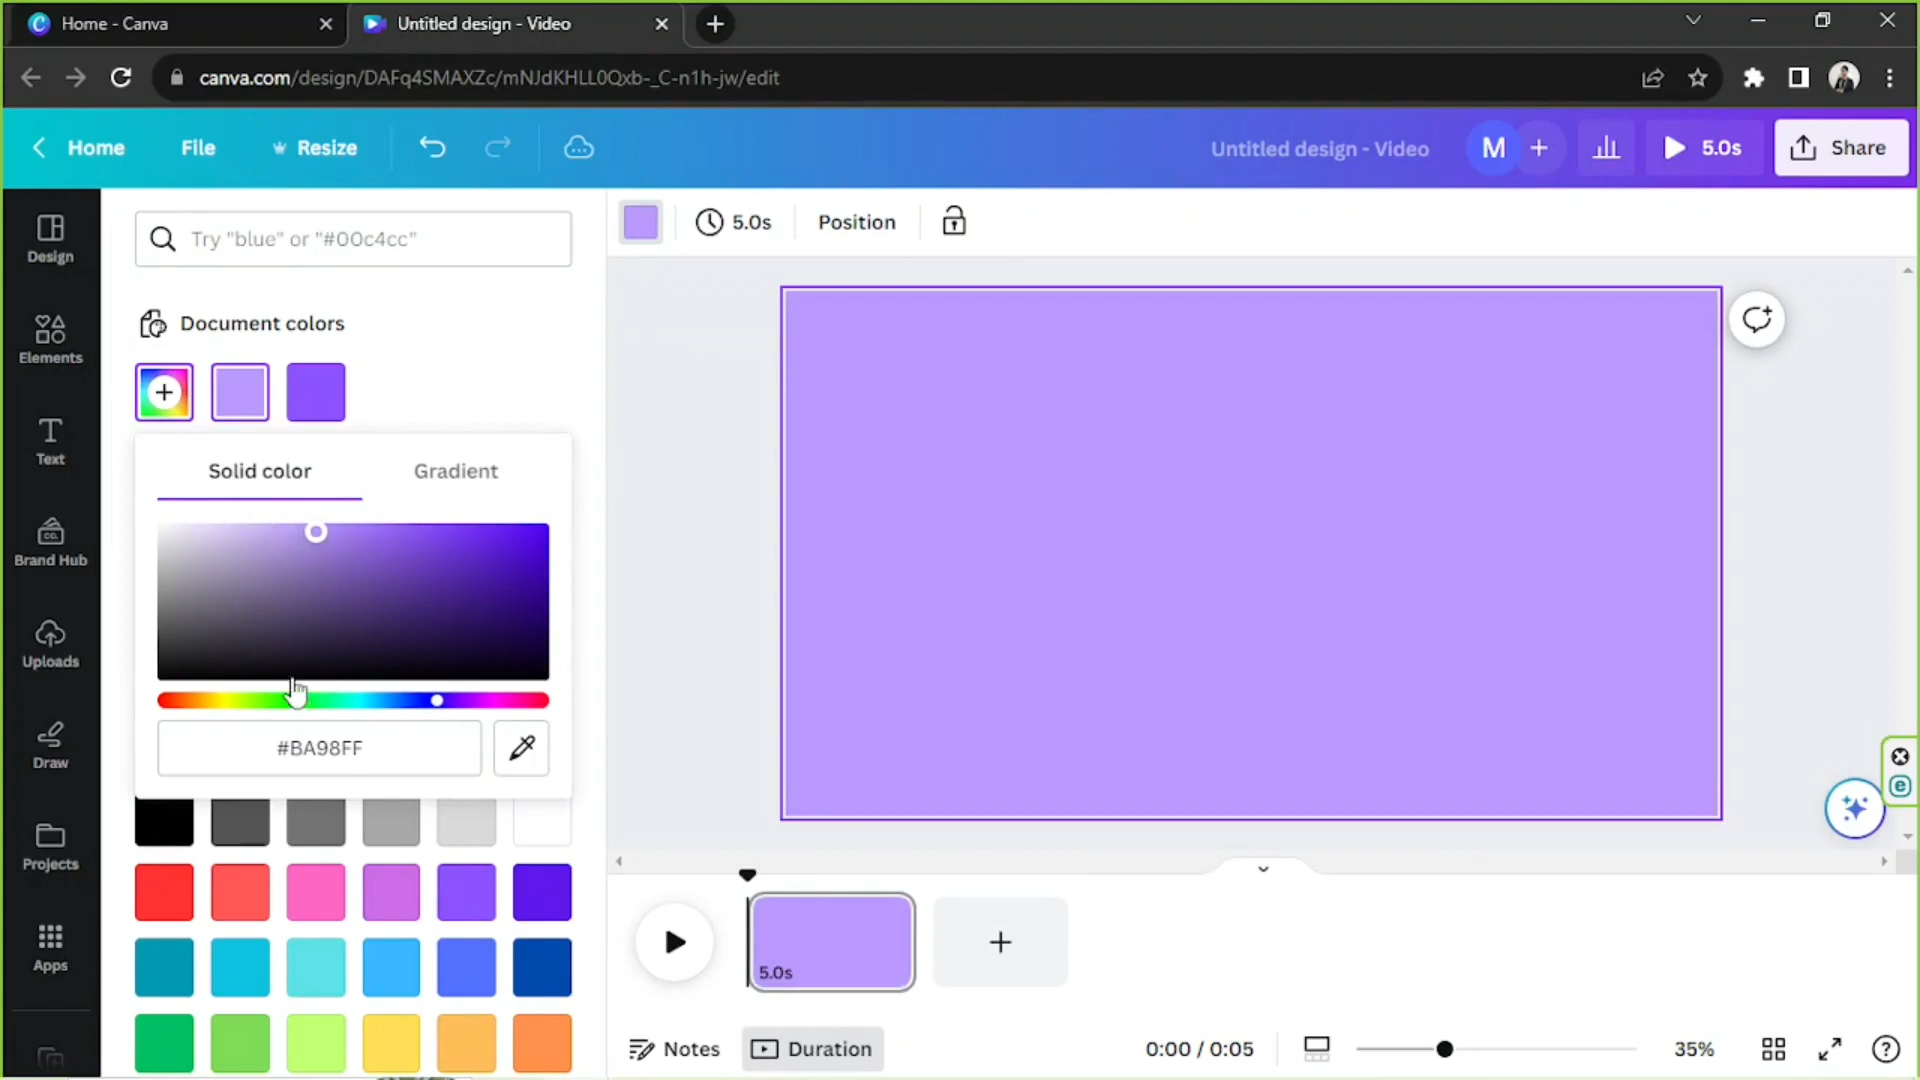 Home - Canva
Untitled design - Video
canva.com/design/DAFq4SMAXZc/mNJdKHLL0Qxb-_C-n1h-jw/edit
Home
File
Resize
Untitled design - Video
M
5.0s
Share
Design
Elements
Text
Brand Hub
Uploads
Draw
Projects
Apps
Try "blue" or "#00c4cc"
Document colors
Solid color
Gradient
#BA98FF
5.0s
Position
5.0s
Notes
Duration
0:00 / 0:05
35%